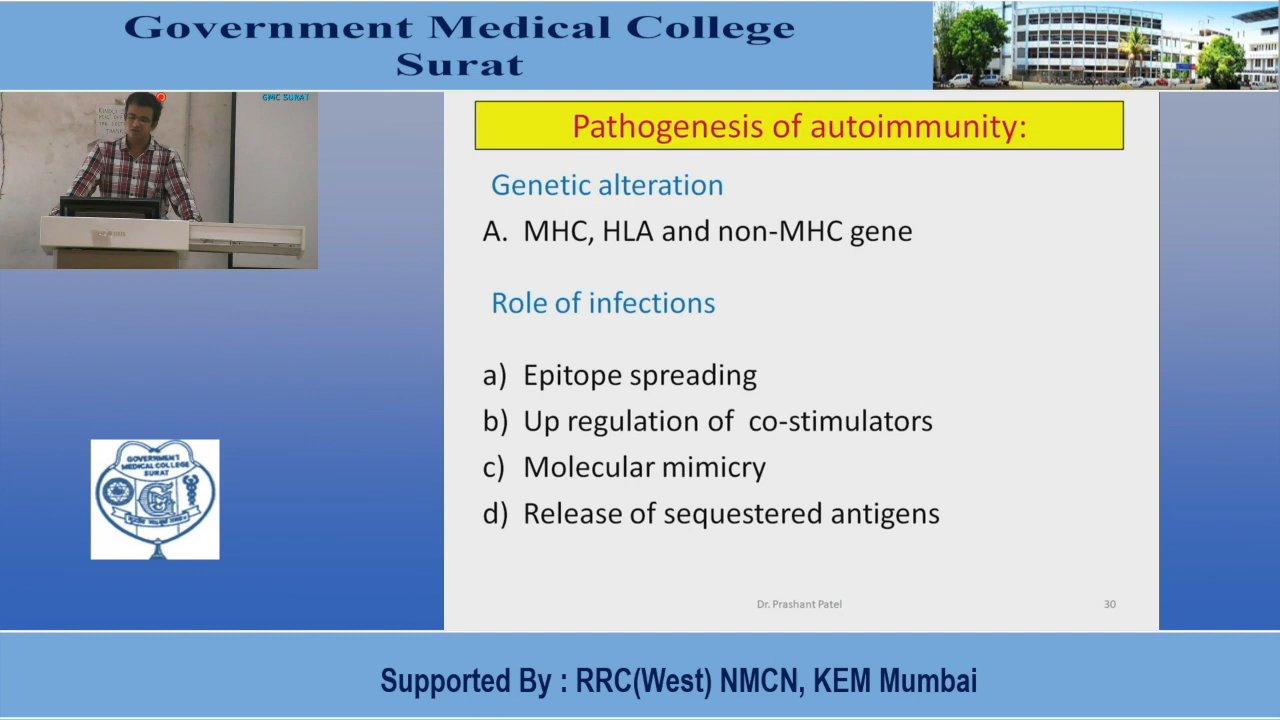 Government Medical College
Surat
GMC SURAT
Pathogenesis of autoimmunity:
Genetic alteration
A. MHC, HLA and non-MHC gene
Role of infections
a) Epitope spreading
b) Up regulation of co-stimulators
c) Molecular mimicry
d) Release of sequestered antigens
GOVERNMENT
MEDICAL COLLEGE
SURAT
Dr. Prashant Patel
30
Supported By : RRC(West) NMCN, KEM Mumbai